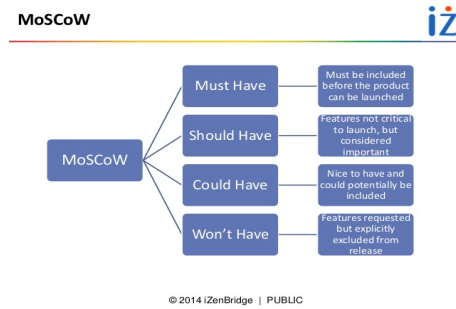 MoSCoW
iZ
MoSCoW
Must Have
Must be included
before the product
can be launched
Should Have
Features not critical
to launch, but
considered
important
Could Have
Nice to have and
could potentially be
included
Won't Have
Features requested
but explicitly
excluded from
release
© 2014 iZenBridge | PUBLIC